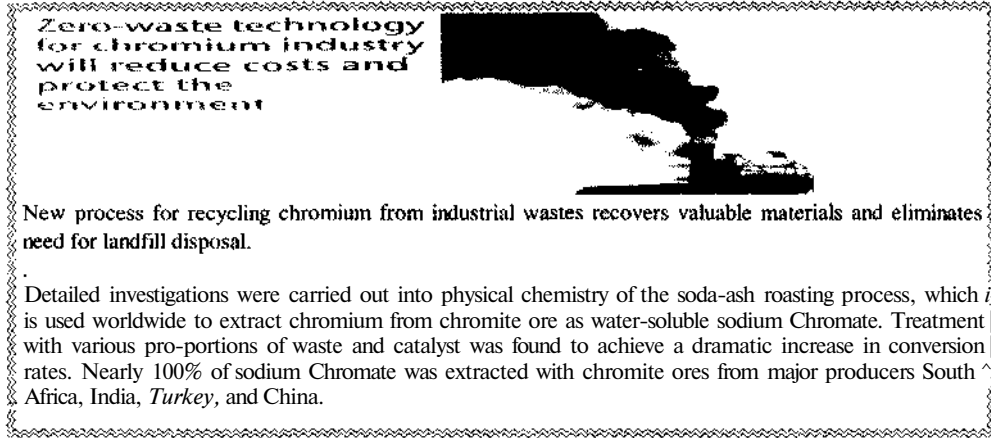 Zero-waste technology
for chromium industry
will reduce costs and
protect the
environment
New process for recycling chromium from industrial wastes recovers valuable materials and eliminates
need for landfill disposal.
.
Detailed investigations were carried out into physical chemistry of the soda-ash roasting process, which
is used worldwide to extract chromium from chromite ore as water-soluble sodium Chromate. Treatment
with various pro-portions of waste and catalyst was found to achieve a dramatic increase in conversion
rates. Nearly 100% of sodium Chromate was extracted with chromite ores from major producers South
Africa, India, Turkey, and China.